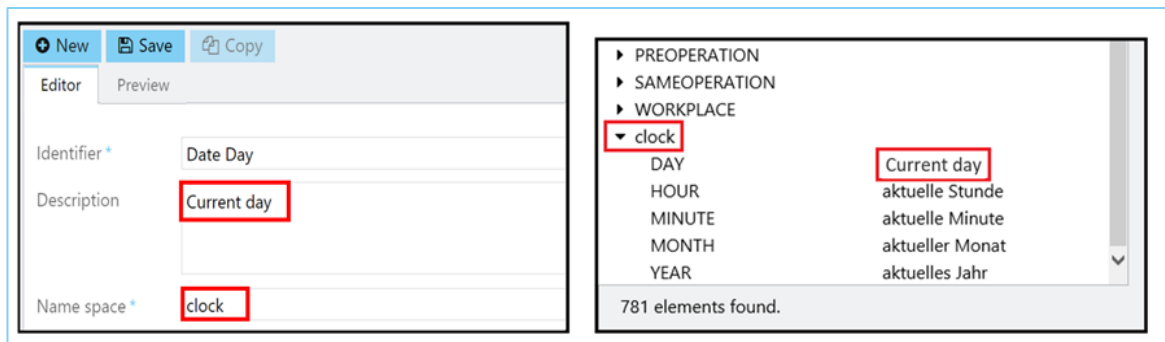 New Save Copy
Editor Preview
Identifier * Date Day
Description Current day
Name space * clock
PREOPERATION
SAMEOPERATION
WORKPLACE
clock
DAY Current day
HOUR aktuelle Stunde
MINUTE aktuelle Minute
MONTH aktueller Monat
YEAR aktuelles Jahr
781 elements found.